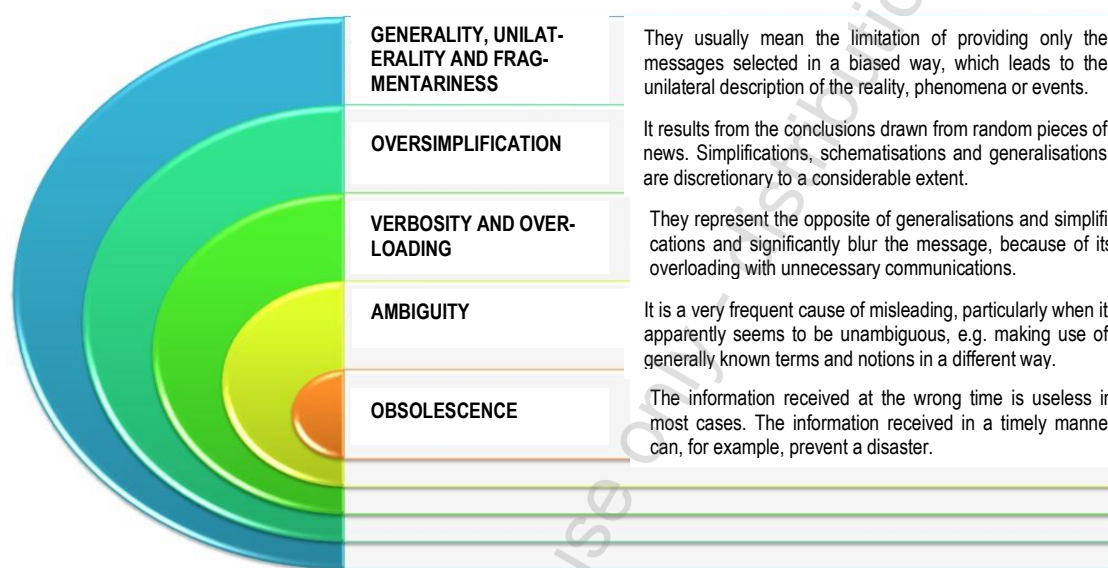 GENERALITY, UNILAT-
ERALITY AND FRAG-
MENTARINESS
They usually mean the limitation of providing only the
messages selected in a biased way, which leads to the
unilateral description of the reality, phenomena or events.
OVERSIMPLIFICATION
It results from the conclusions drawn from random pieces of
news. Simplifications, schematisations and generalisations
are discretionary to a considerable extent.
VERBOSITY AND OVER-
LOADING
They represent the opposite of generalisations and simplifi
cations and significantly blur the message, because of its
overloading with unnecessary communications.
AMBIGUITY
It is a very frequent cause of misleading, particularly when it
apparently seems to be unambiguous, e.g. making use of
generally known terms and notions in a different way.
OBSOLESCENCE
The information received at the wrong time is useless in
most cases. The information received in a timely manne
can, for example, prevent a disaster.
use only - distributio